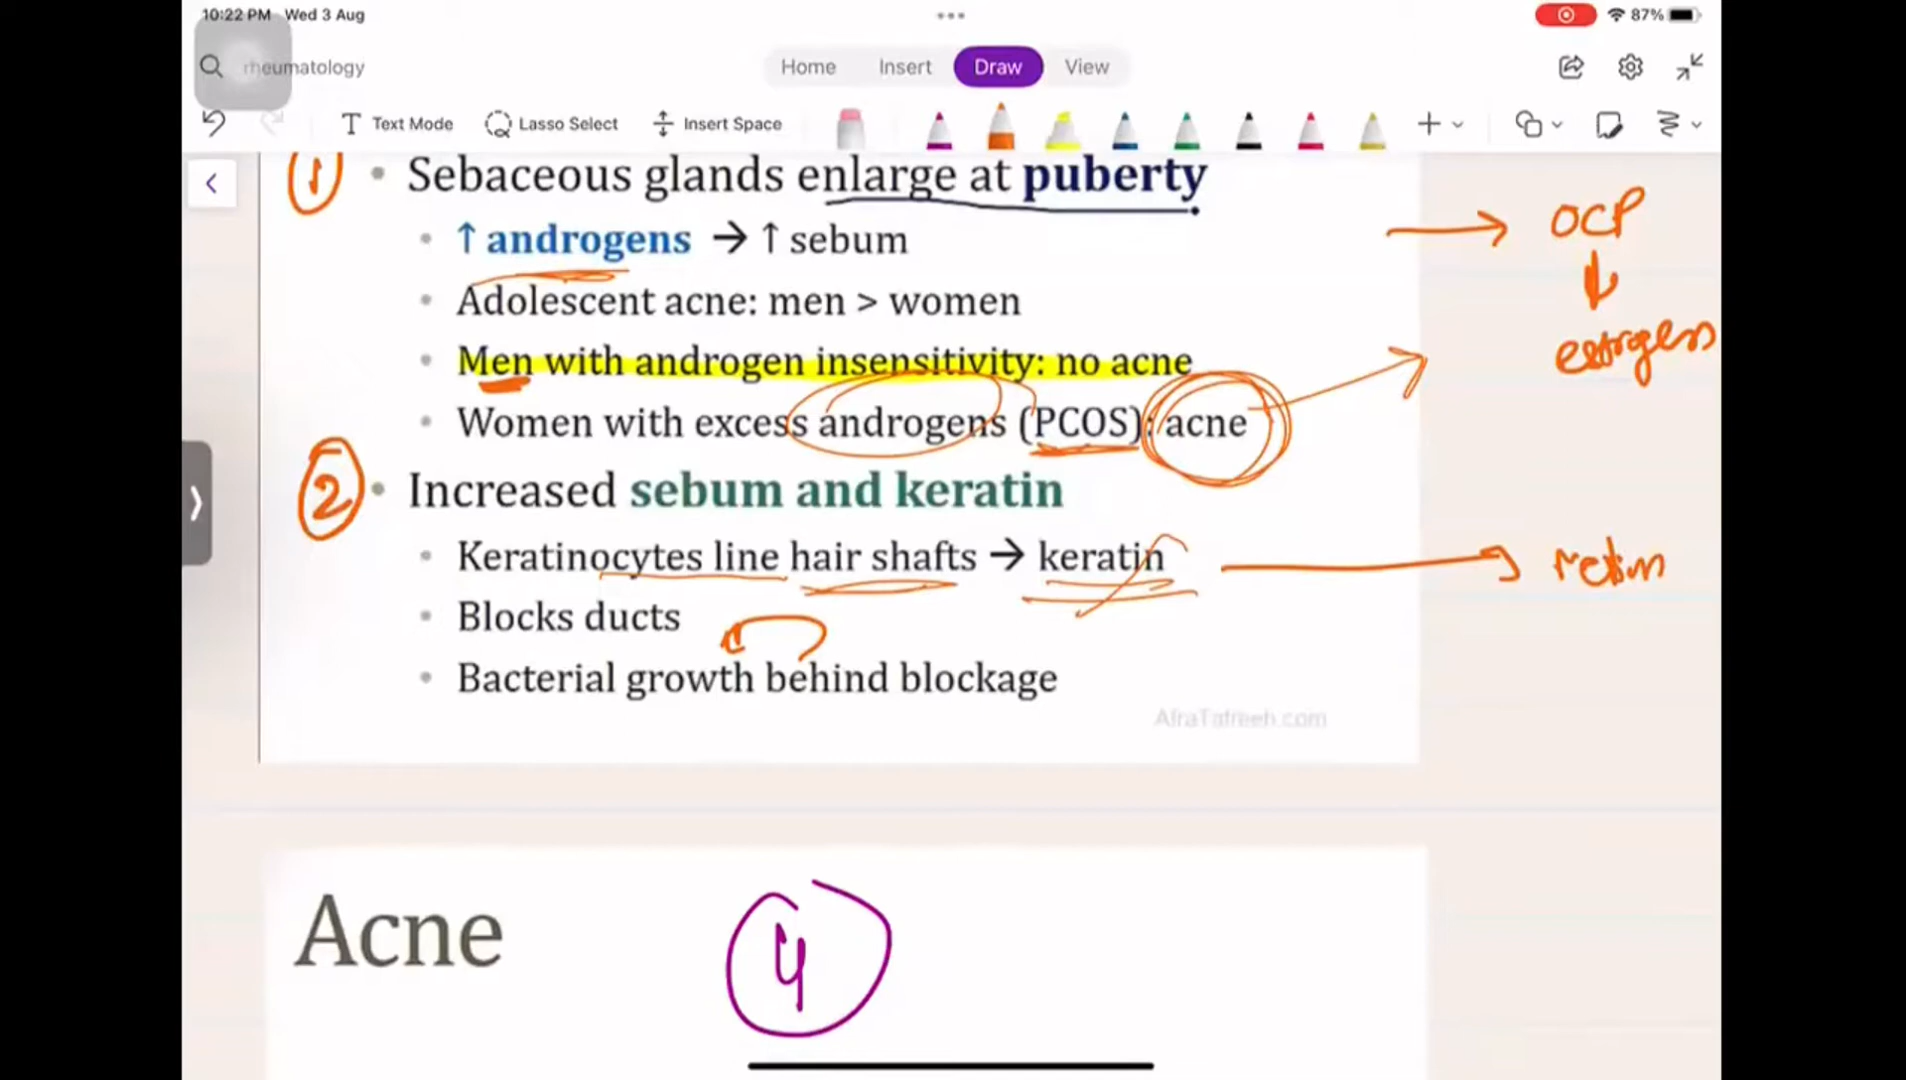 10:22 PM Wed 3 Aug
87%
rheumatology
Home Insert Draw View
Text Mode Lasso Select Insert Space
1 • Sebaceous glands enlarge at puberty
• ↑ androgens → ↑ sebum
→ OCP
• Adolescent acne: men > women
• Men with androgen insensitivity: no acne
• Women with excess androgens (PCOS): acne
2 • Increased sebum and keratin
• Keratinocytes line hair shafts → keratin
• Blocks ducts
• Bacterial growth behind blockage
AfraTafreeh.com
Acne
4